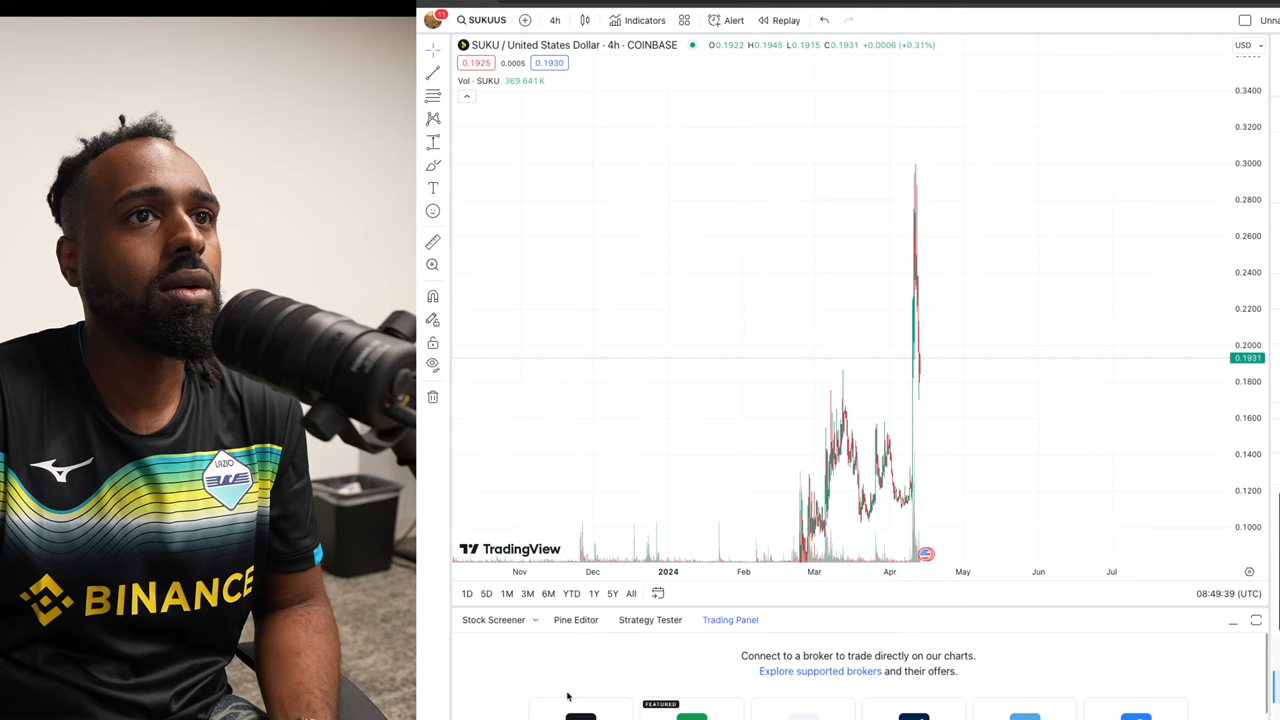 11
SUKUUS
4h
Indicators
Alert
Replay
Unna
SUKU / United States Dollar · 4h · COINBASE
O0.1922 H0.1945 L0.1915 C0.1931 +0.0006 (+0.31%)
USD
0.1925
0.0005
0.1930
Vol · SUKU 369.641K
0.3400
0.3200
0.3000
0.2800
0.2600
0.2400
0.2200
0.2000
0.1931
0.1800
0.1600
0.1400
0.1200
0.1000
TradingView
Nov
Dec
2024
Feb
Mar
Apr
May
Jun
Jul
1D
5D
1M
3M
6M
YTD
1Y
5Y
All
08:49:39 (UTC)
Stock Screener
Pine Editor
Strategy Tester
Trading Panel
Connect to a broker to trade directly on our charts.
Explore supported brokers and their offers.
FEATURED
LAZIO
BINANCE